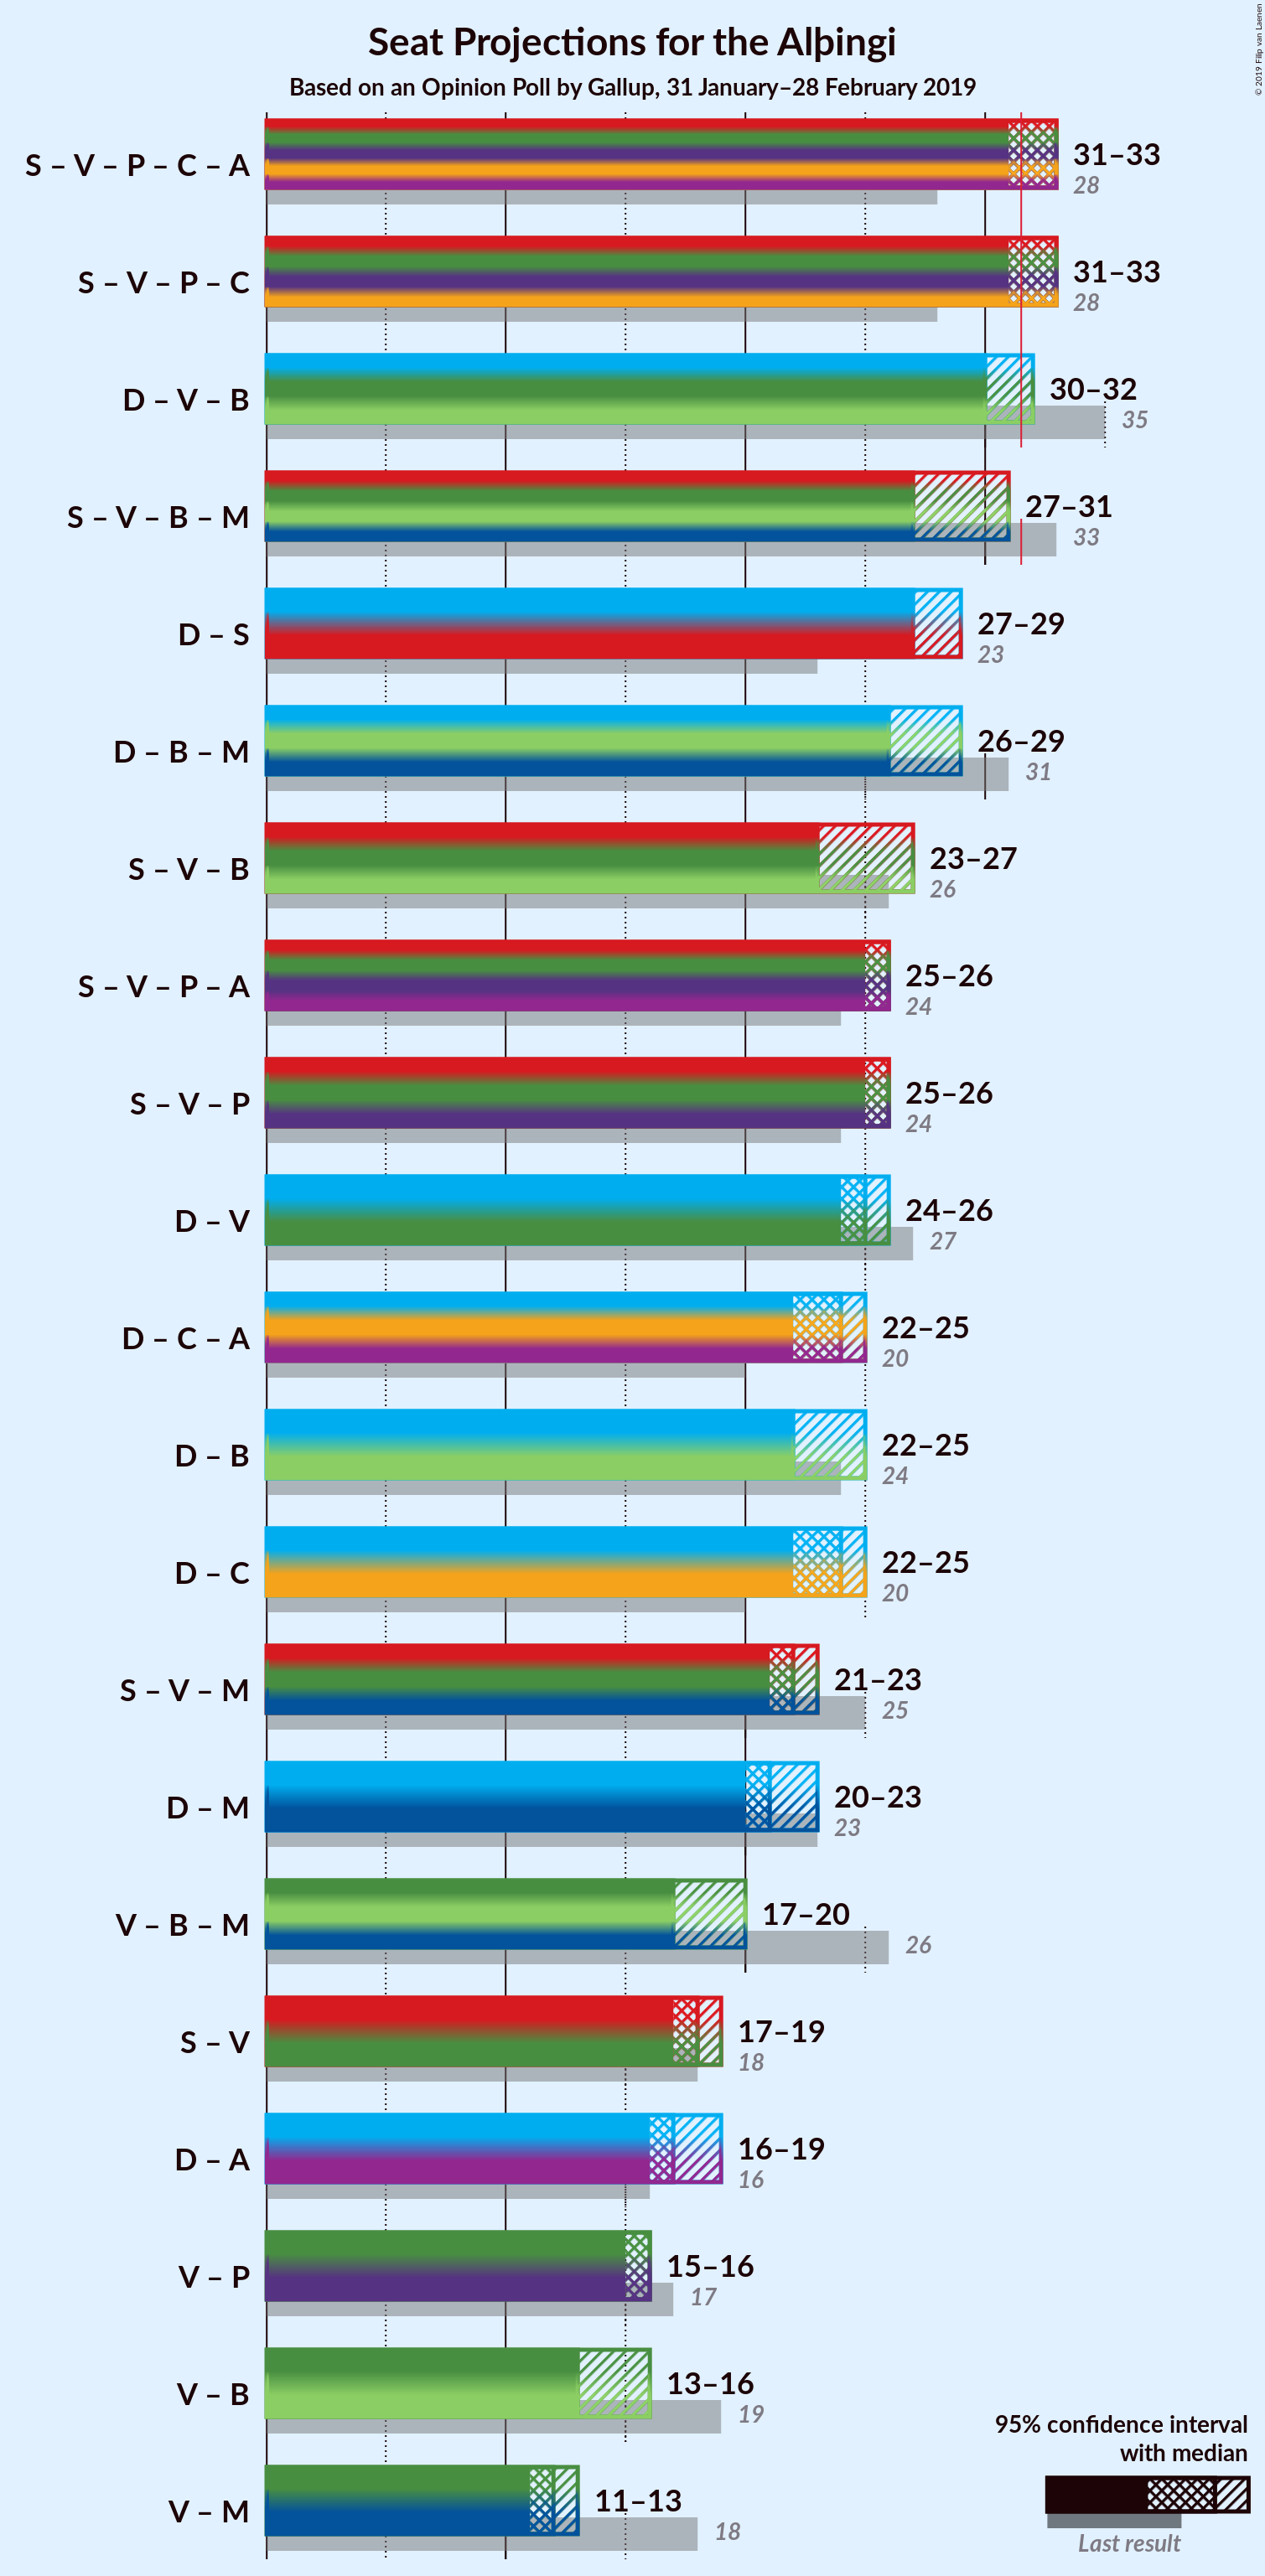 Seat Projections for the Alþingi
Based on an Opinion Poll by Gallup, 31 January–28 February 2019
© 2019 Filip van Laenen
S – V – P – C – A
31–33
28
S – V – P – C
31–33
28
D – V – B
30–32
35
S – V – B – M
27–31
33
D – S
27–29
23
D – B – M
26–29
31
S – V – B
23–27
26
S – V – P – A
25–26
24
S – V – P
25–26
24
D – V
24–26
27
D – C – A
22–25
20
D – B
22–25
24
D – C
22–25
20
S – V – M
21–23
25
D – M
20–23
23
V – B – M
17–20
26
S – V
17–19
18
D – A
16–19
16
V – P
15–16
17
V – B
13–16
19
V – M
11–13
18
95% confidence interval
with median
Last result